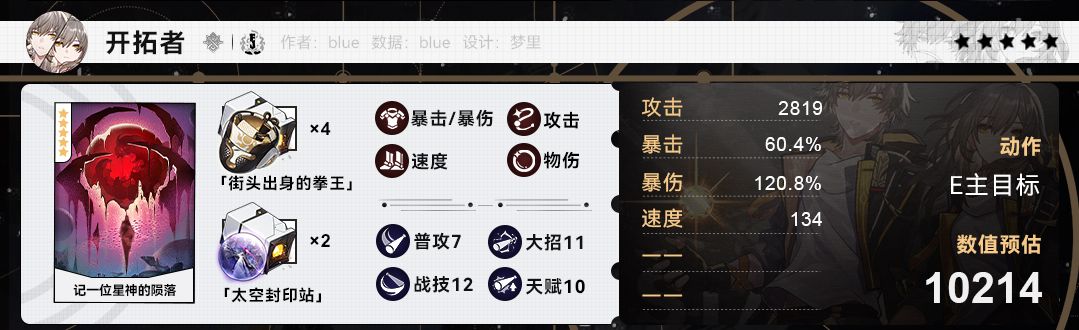 开拓者 作者：blue 数据：blue 设计：梦里
记一位星神的陨落
×4
「街头出身的拳王」
×2
「太空封印站」
暴击/暴伤 攻击
速度 物伤
普攻7 大招11
战技12 天赋10
攻击 2819
暴击 60.4%
暴伤 120.8%
速度 134
——
——
动作
E主目标
数值预估
10214